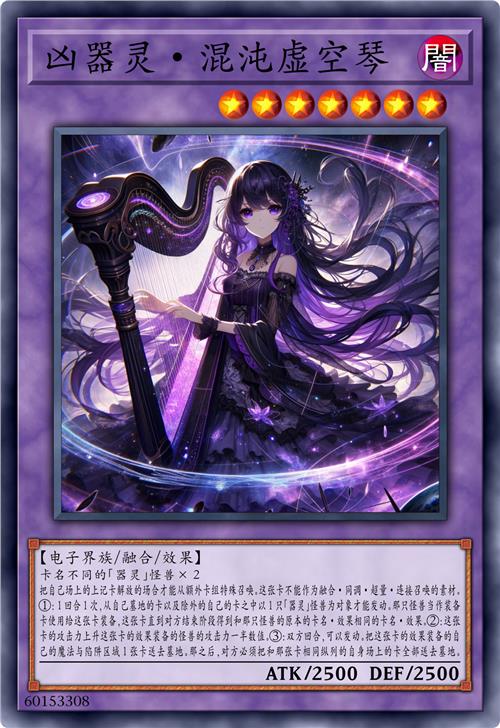 凶器灵·混沌虚空琴
闇
【电子界族/融合/效果】
卡名不同的「器灵」怪兽×2
把自己场上的上记卡解放的场合才能从额外卡组特殊召唤。这张卡不能作为融合·同调·超量·连接召唤的素材。
①:1回合1次,从自己墓地的卡以及除外的自己的卡之中以1只「器灵」怪兽为对象才能发动。那只怪兽当作装备
卡使用给这张卡装备,这张卡直到对方结束阶段得到和那只怪兽的原本的卡名·效果相同的卡名·效果。②:这张
卡的攻击力上升这张卡的效果装备的怪兽的攻击力一半数值。③:双方回合,可以发动。把这张卡的效果装备的自
己的魔法与陷阱区域1张卡送去墓地。那之后,对方必须把和那张卡相同纵列的自身场上的卡全部送去墓地。
ATK/2500 DEF/2500
60153308